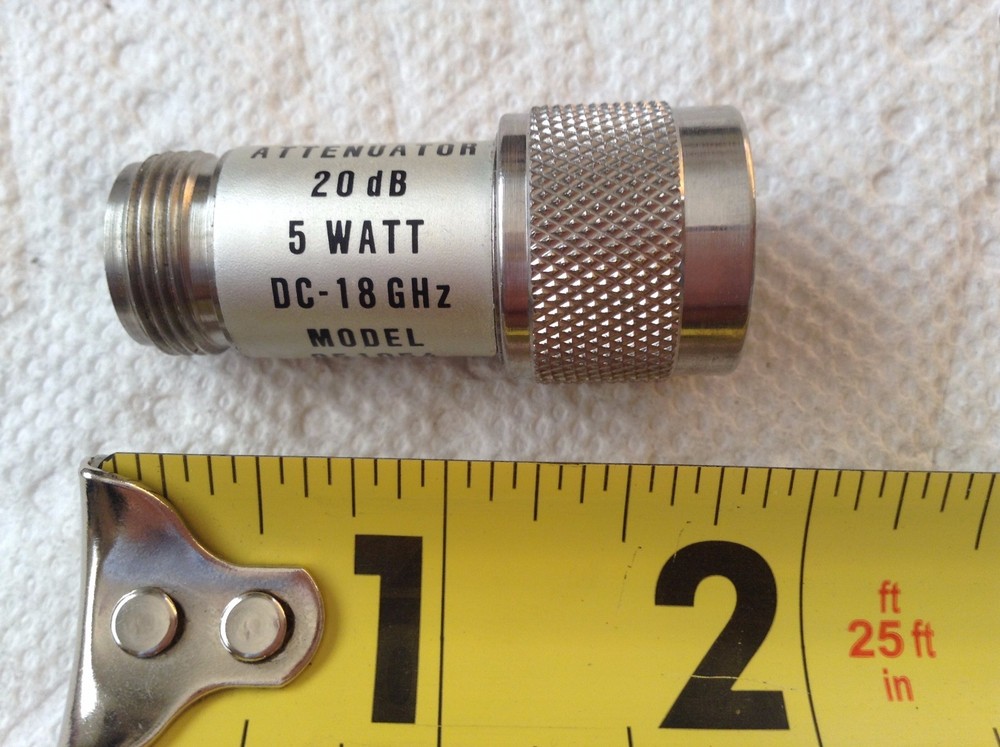 ATTENUATOR
20 dB
5 WATT
DC-18 GHz
MODEL
1 2
ft
25 ft
in